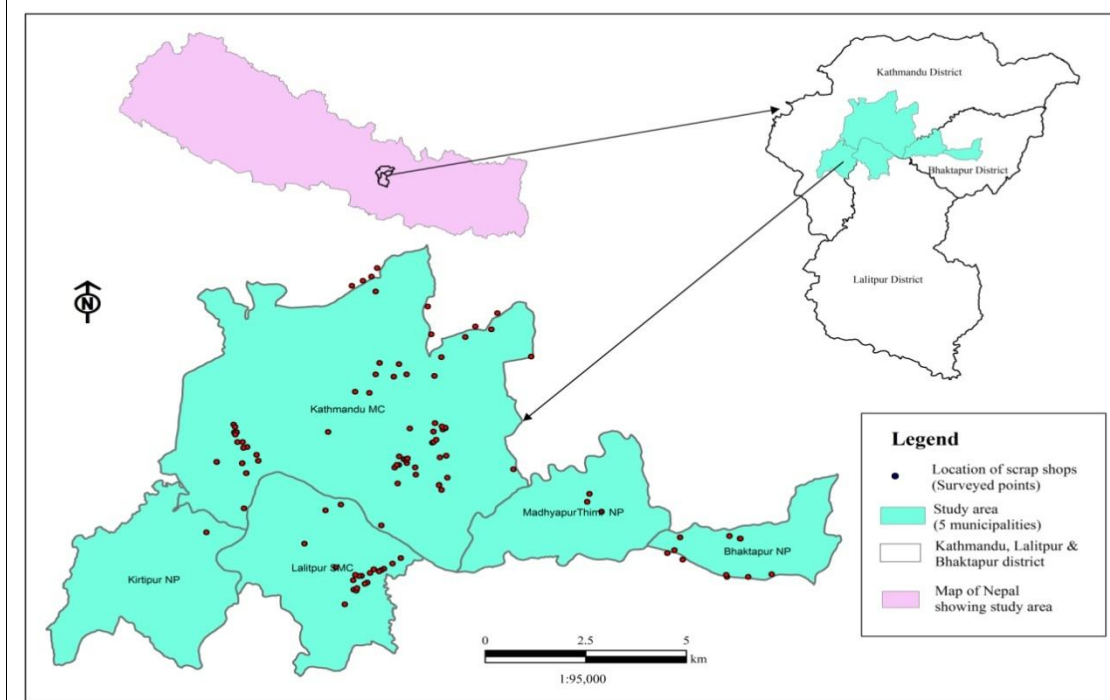 Kathmandu District
Bhaktapur District
Lalitpur District
N
Kathmandu MC
MadhyapurThimi NP
Bhaktapur NP
Lalitpur SMC
Kirtipur NP
Legend
Location of scrap shops
(Surveyed points)
Study area
(5 municipalities)
Kathmandu, Lalitpur &
Bhaktapur district
Map of Nepal
showing study area
0 2.5 5
km
1:95,000